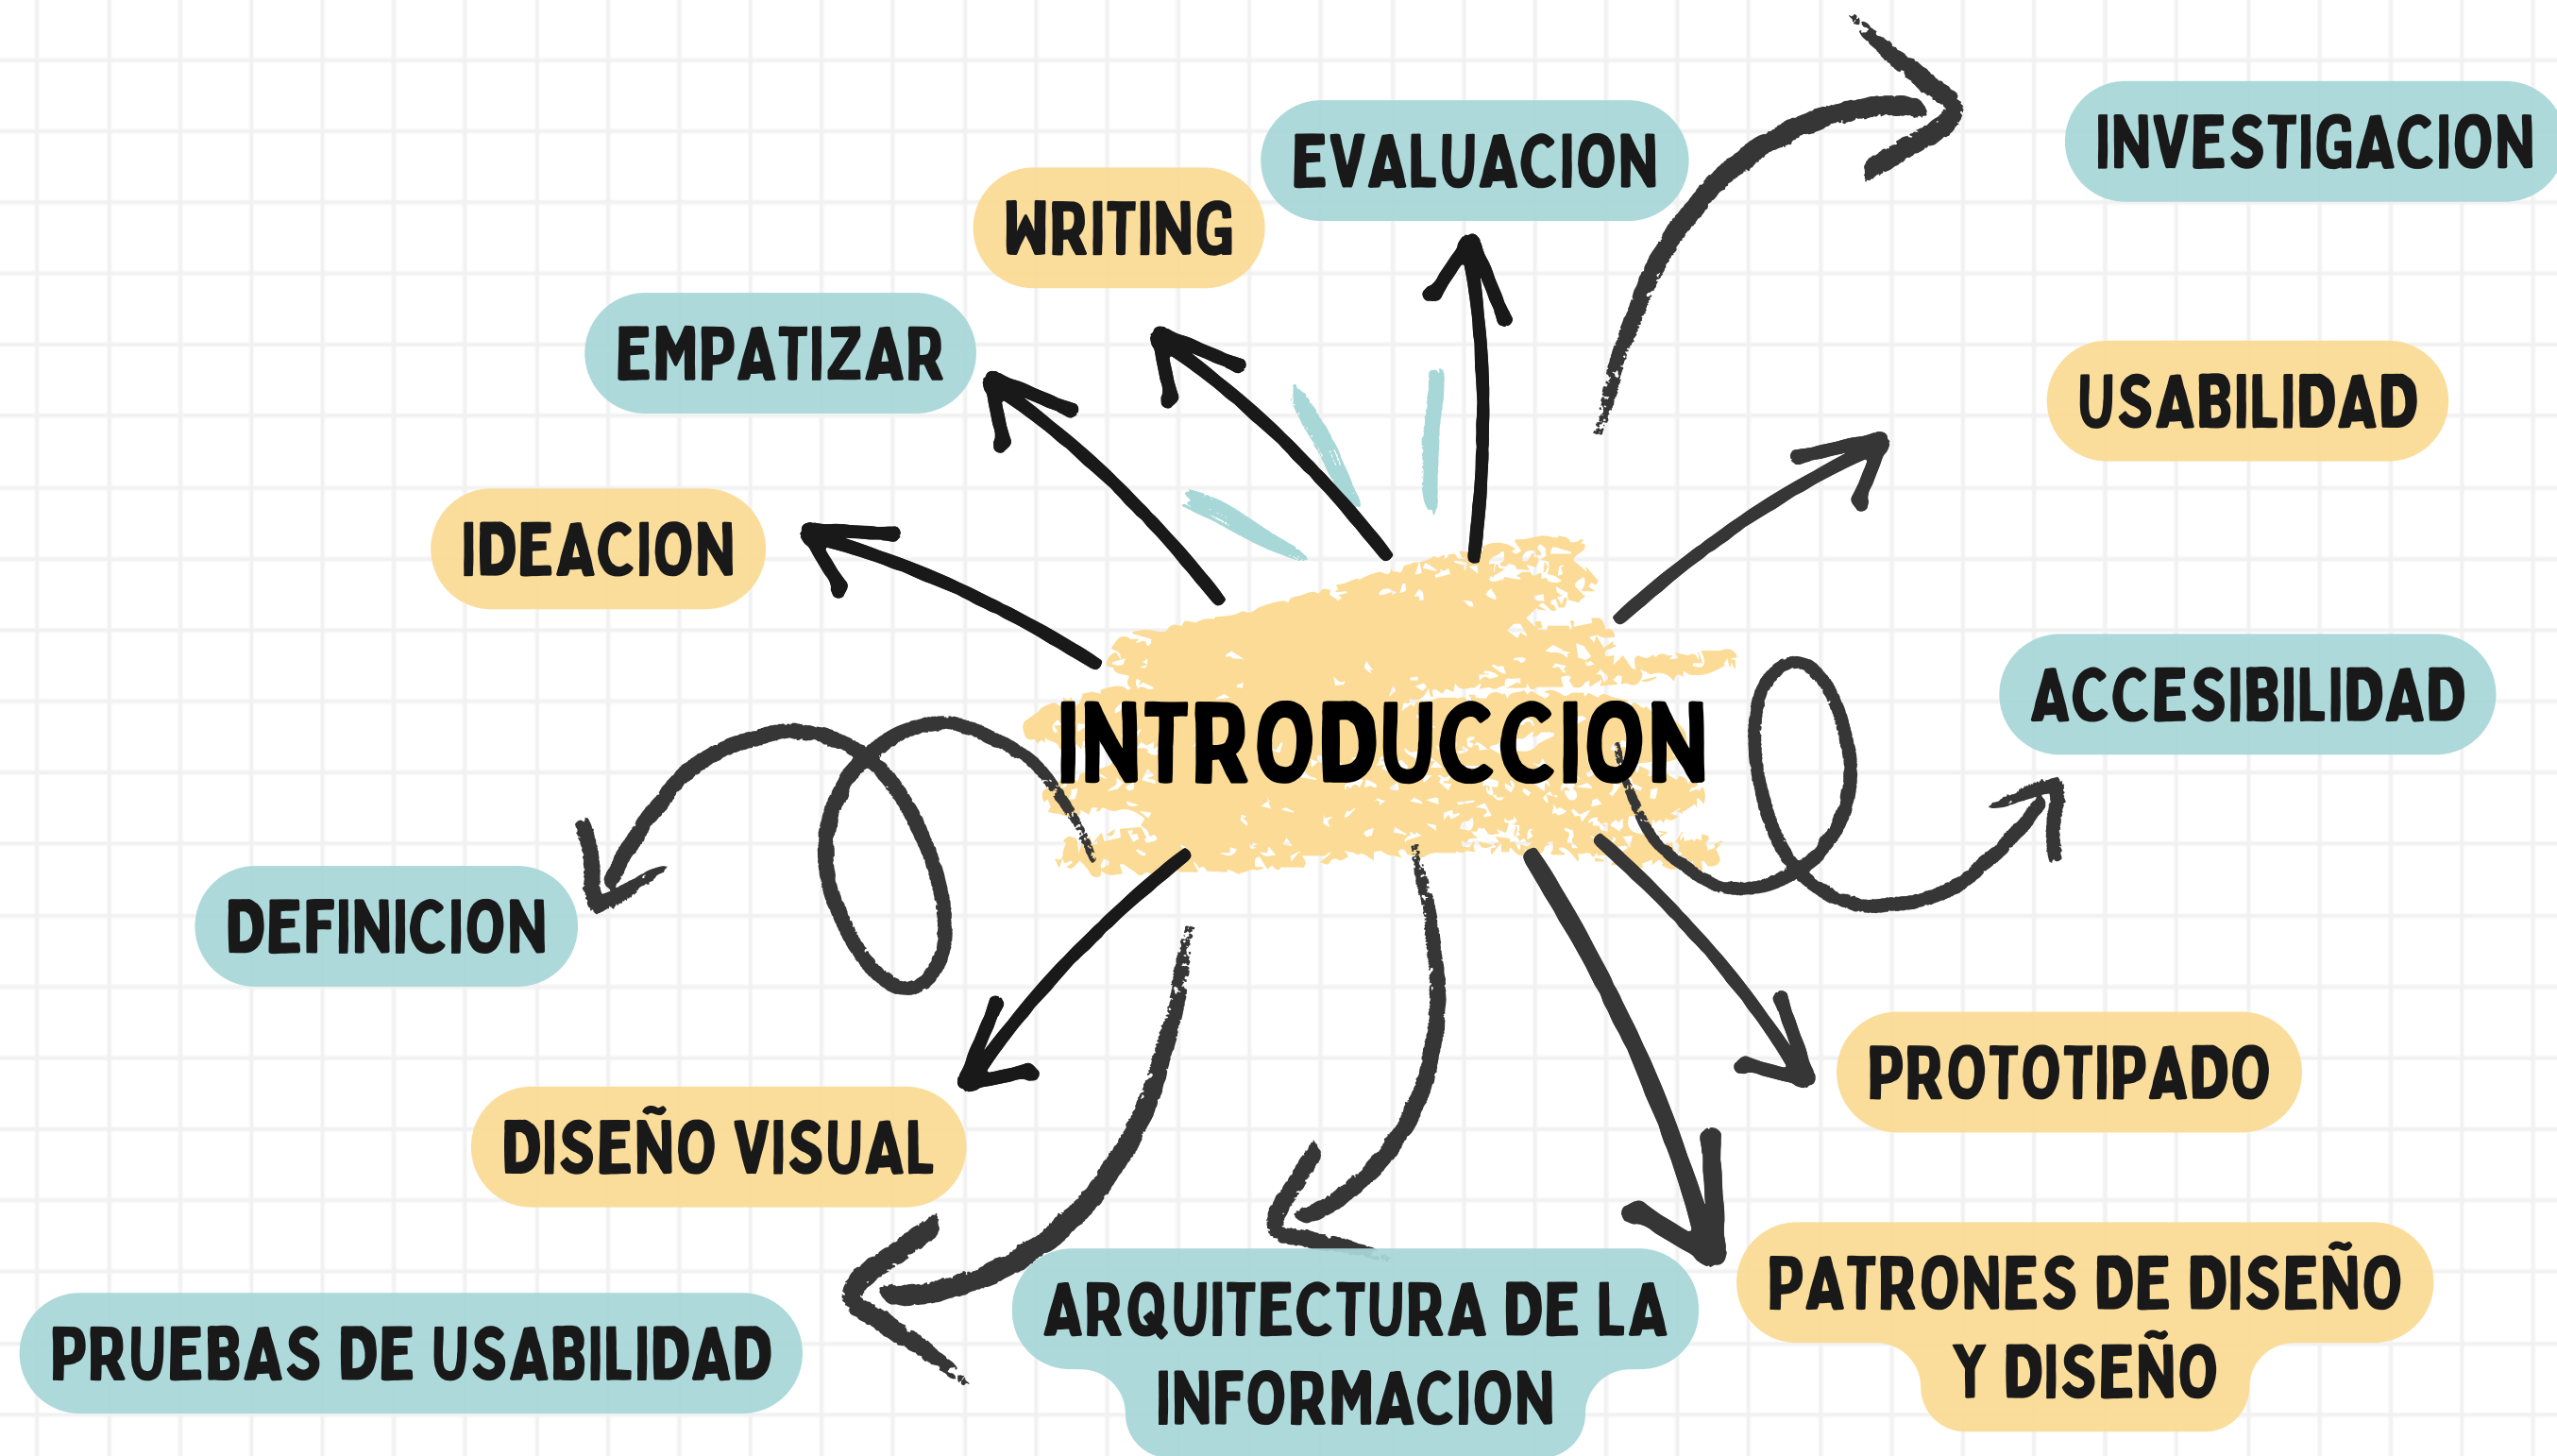 INVESTIGACION
EVALUACION
WRITING
EMPATIZAR
USABILIDAD
IDEACION
ACCESIBILIDAD
INTRODUCCION
DEFINICION
PROTOTIPADO
DISEÑO VISUAL
PATRONES DE DISEÑO
Y DISEÑO
ARQUITECTURA DE LA
INFORMACION
PRUEBAS DE USABILIDAD